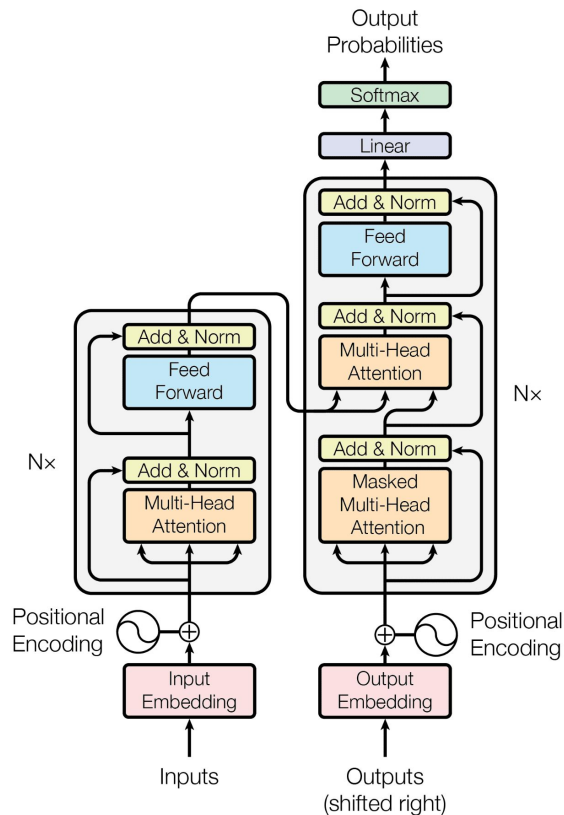 Output
Probabilities
Softmax
Linear
Add & Norm
Feed
Forward
Add & Norm
Multi-Head
Attention
Add & Norm
Masked
Multi-Head
Attention
N×
Add & Norm
Feed
Forward
Add & Norm
Multi-Head
Attention
N×
Positional
Encoding
Positional
Encoding
Input
Embedding
Output
Embedding
Inputs
Outputs
(shifted right)